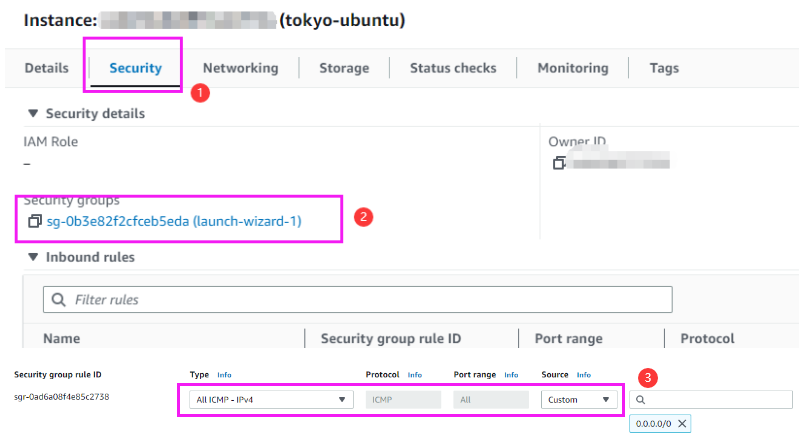 Instance: (tokyo-ubuntu)
Details Security Networking Storage Status checks Monitoring Tags
1
Security details
IAM Role Owner ID
–
Security groups
sg-0b3e82f2cfceb5eda (launch-wizard-1) 2
Inbound rules
Filter rules
Name Security group rule ID Port range Protocol
Security group rule ID Type Info Protocol Info Port range Info Source Info 3
sgr-0ad6a08f4e85c2738 All ICMP - IPv4 ICMP All Custom
0.0.0.0/0